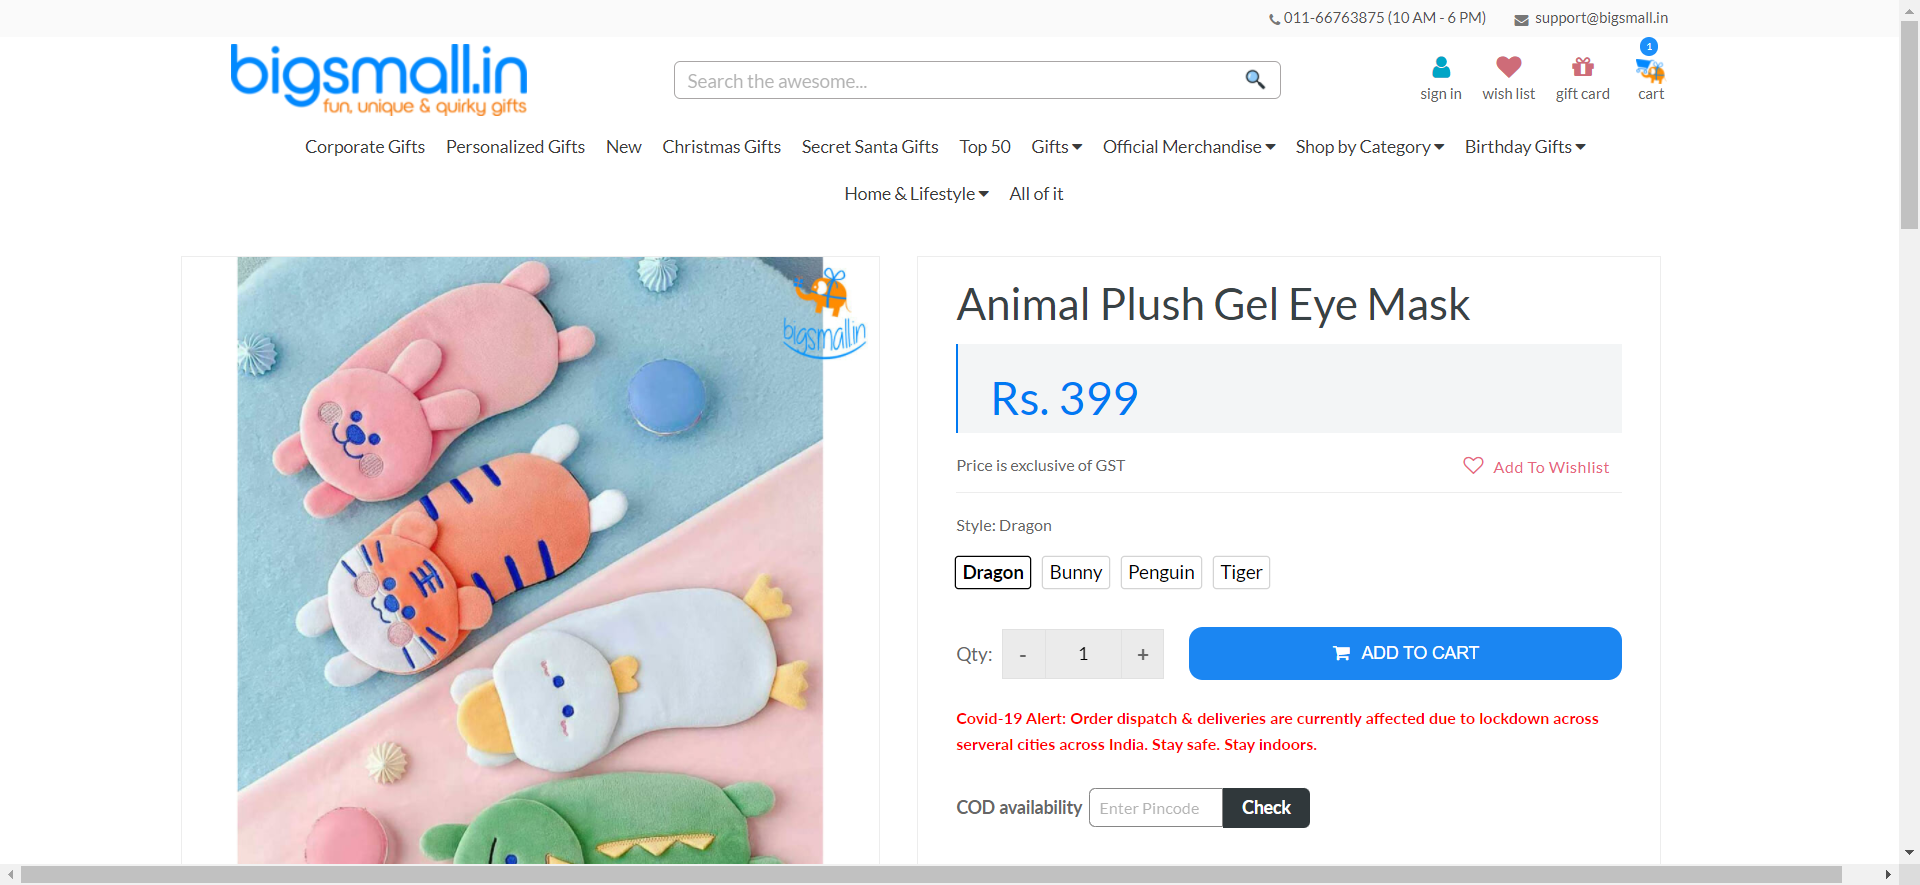 011-66763875 (10 AM - 6 PM) support@bigsmall.in
bigsmall.in
fun, unique & quirky gifts
Search the awesome...
1
sign in wish list gift card cart
Corporate Gifts Personalized Gifts New Christmas Gifts Secret Santa Gifts Top 50 Gifts Official Merchandise Shop by Category Birthday Gifts
Home & Lifestyle All of it
bigsmall.in
Animal Plush Gel Eye Mask
Rs. 399
Price is exclusive of GST
Add To Wishlist
Style: Dragon
Dragon Bunny Penguin Tiger
Qty: - 1 + ADD TO CART
Covid-19 Alert: Order dispatch & deliveries are currently affected due to lockdown across
serveral cities across India. Stay safe. Stay indoors.
COD availability Enter Pincode Check